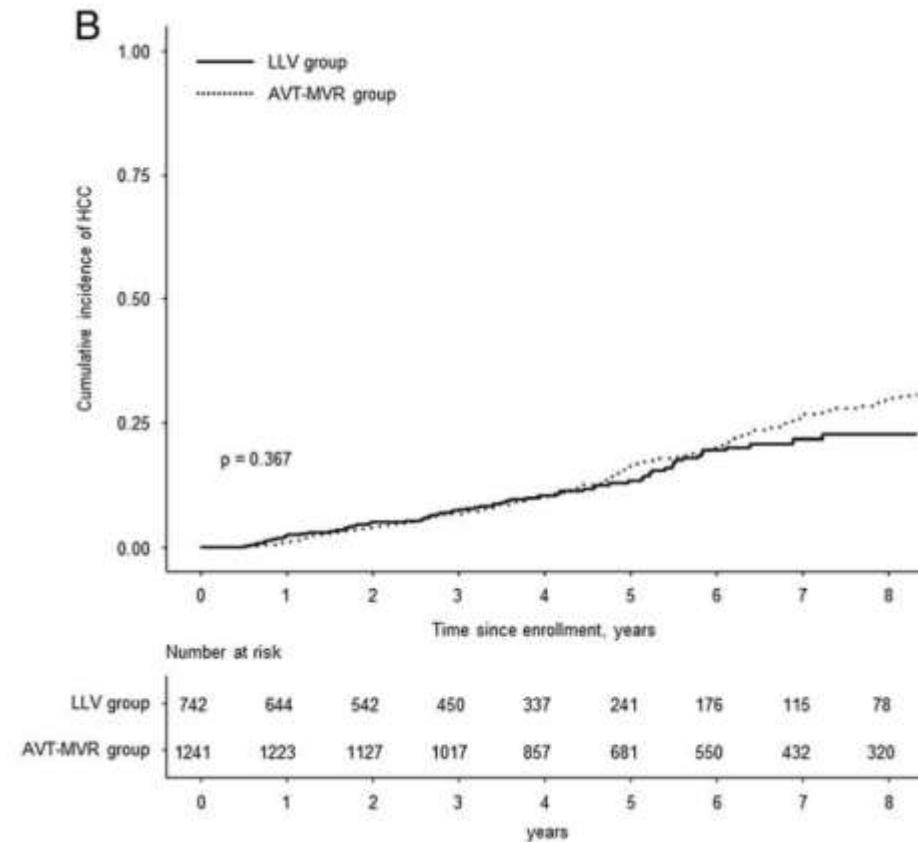 B
LLV group
AVT-MVR group
1.00
0.75
0.50
0.25
0.00
Cumulative incidence of HCC
p = 0.367
0 1 2 3 4 5 6 7 8
Time since enrollment, years
Number at risk
LLV group 742 644 542 450 337 241 176 115 78
AVT-MVR group 1241 1223 1127 1017 857 681 550 432 320
0 1 2 3 4 5 6 7 8
years